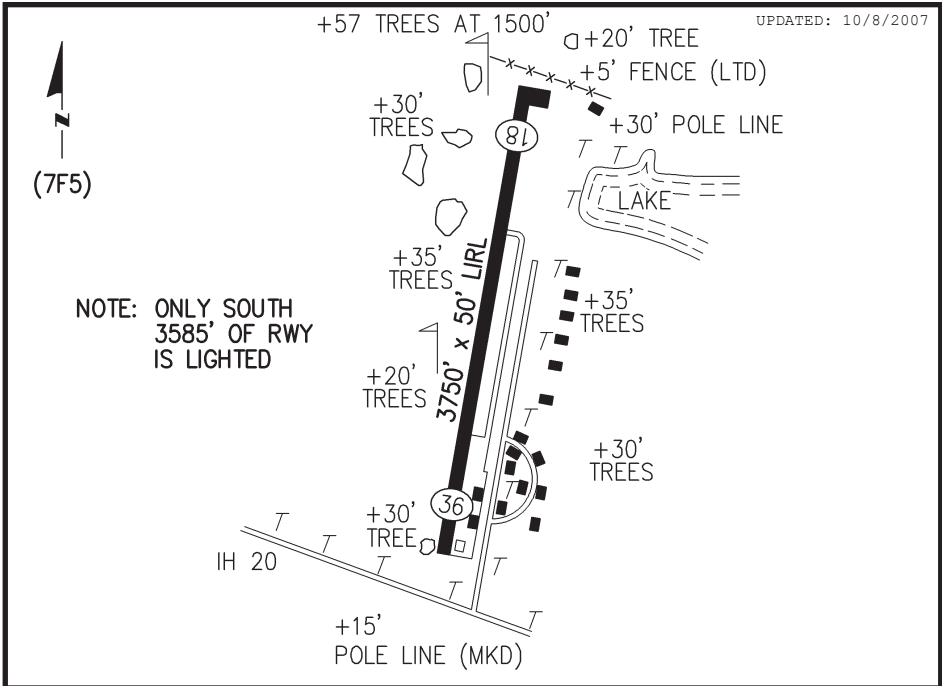 +57 TREES AT 1500'
UPDATED: 10/8/2007
+20' TREE
+5' FENCE (LTD)
N
+30'
TREES
18
+30' POLE LINE
(7F5)
LAKE
+35'
TREES
3750' x 50' LIRL
NOTE: ONLY SOUTH
3585' OF RWY
IS LIGHTED
+35'
TREES
+20'
TREES
+30'
TREES
36
+30'
TREE
IH 20
+15'
POLE LINE (MKD)